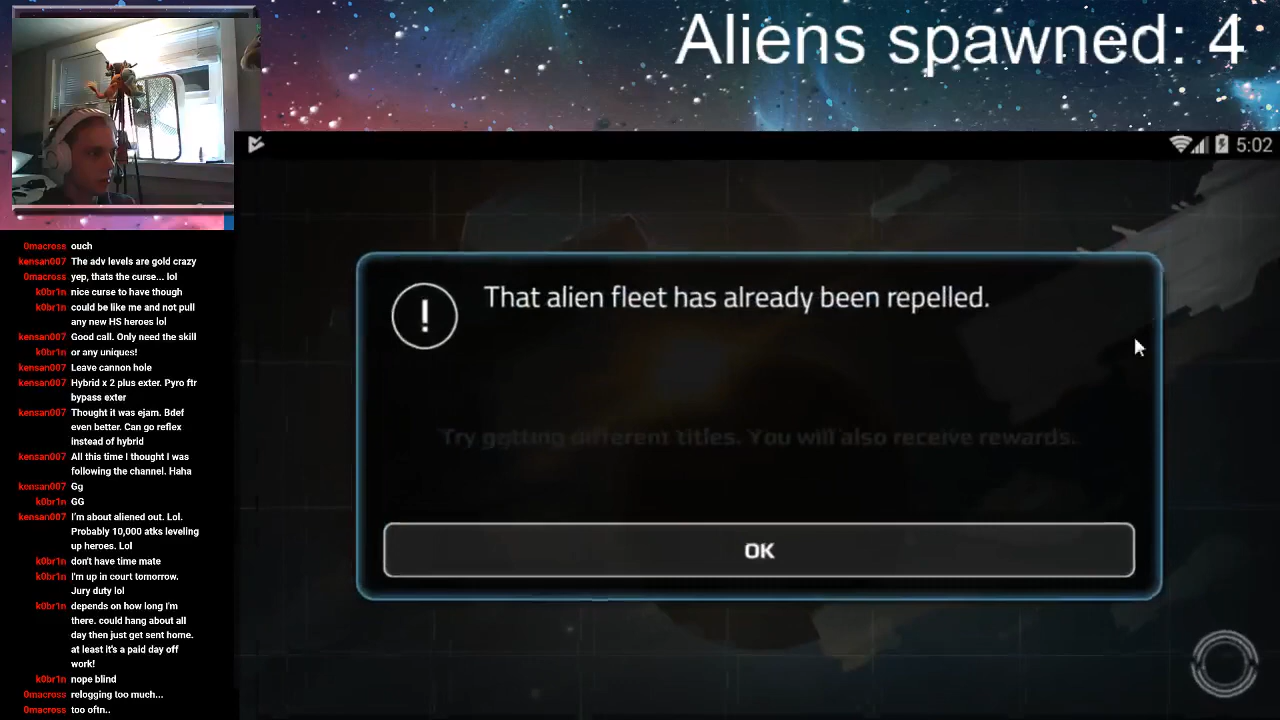 Aliens spawned: 4
5:02
That alien fleet has already been repelled.
Try getting different titles. You will also receive rewards.
OK
0macross ouch
kensan007 The adv levels are gold crazy
0macross yep, thats the curse... lol
k0br1n nice curse to have though
k0br1n could be like me and not pull
any new HS heroes lol
kensan007 Good call. Only need the skill
k0br1n or any uniques!
kensan007 Leave cannon hole
kensan007 Hybrid x 2 plus exter. Pyro ftr
bypass exter
kensan007 Thought it was ejam. Bdef
even better. Can go reflex
instead of hybrid
kensan007 All this time I thought I was
following the channel. Haha
kensan007 Gg
k0br1n GG
kensan007 I'm about aliened out. Lol.
Probably 10,000 atks leveling
up heroes. Lol
k0br1n don't have time mate
k0br1n I'm up in court tomorrow.
Jury duty lol
k0br1n depends on how long I'm
there. could hang about all
day then just get sent home.
at least it's a paid day off
work!
k0br1n nope blind
0macross relogging too much...
0macross too oftn..